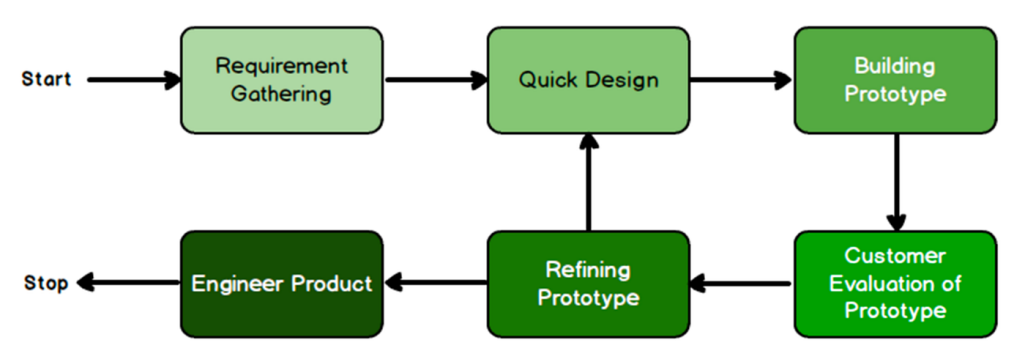 Start
Requirement
Gathering
Quick Design
Building
Prototype
Stop
Engineer Product
Refining
Prototype
Customer
Evaluation of
Prototype